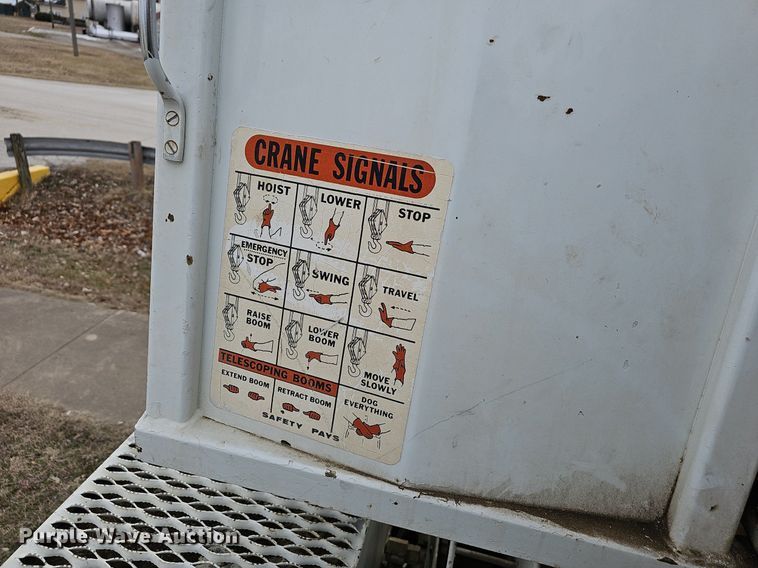 CRANE SIGNALS
HOIST
LOWER
STOP
EMERGENCY
STOP
SWING
TRAVEL
RAISE
BOOM
LOWER
BOOM
MOVE
SLOWLY
TELESCOPING BOOMS
EXTEND BOOM
RETRACT BOOM
DOG
EVERYTHING
SAFETY PAYS
Purple Wave Auction